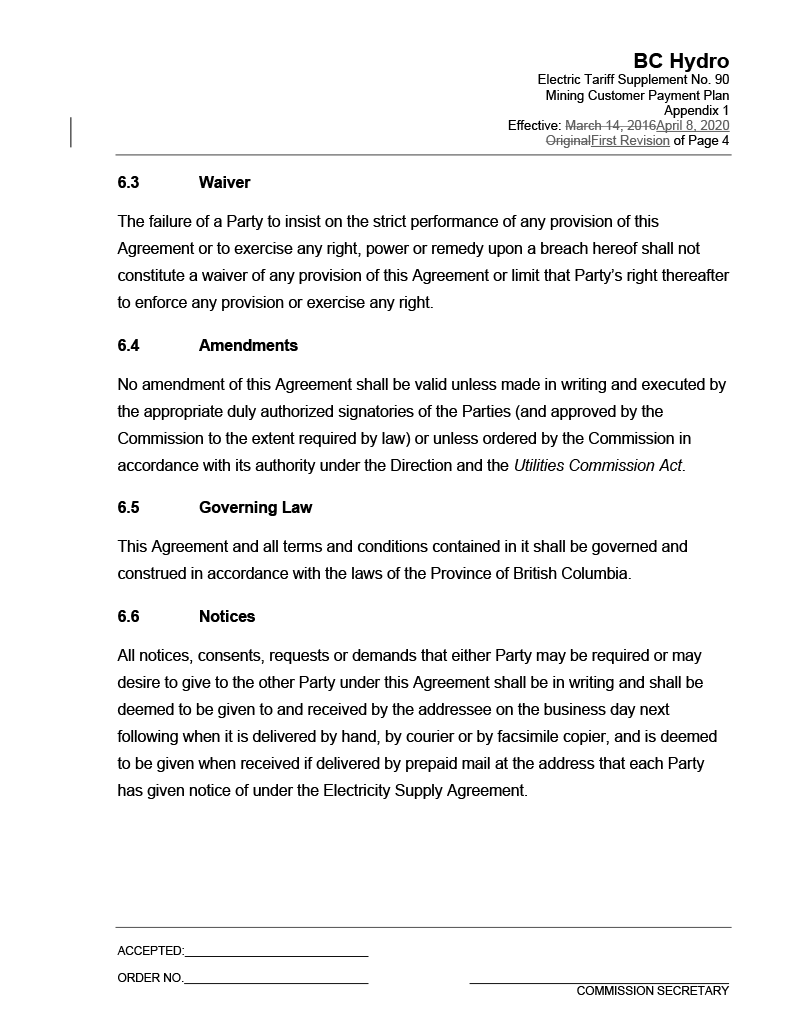 BC Hydro
Electric Tariff Supplement No. 90
Mining Customer Payment Plan
Appendix 1
Effective: March 14, 2016April 8, 2020
OriginalFirst Revision of Page 4
6.3 Waiver
The failure of a Party to insist on the strict performance of any provision of this
Agreement or to exercise any right, power or remedy upon a breach hereof shall not
constitute a waiver of any provision of this Agreement or limit that Party’s right thereafter
to enforce any provision or exercise any right.
6.4 Amendments
No amendment of this Agreement shall be valid unless made in writing and executed by
the appropriate duly authorized signatories of the Parties (and approved by the
Commission to the extent required by law) or unless ordered by the Commission in
accordance with its authority under the Direction and the Utilities Commission Act.
6.5 Governing Law
This Agreement and all terms and conditions contained in it shall be governed and
construed in accordance with the laws of the Province of British Columbia.
6.6 Notices
All notices, consents, requests or demands that either Party may be required or may
desire to give to the other Party under this Agreement shall be in writing and shall be
deemed to be given to and received by the addressee on the business day next
following when it is delivered by hand, by courier or by facsimile copier, and is deemed
to be given when received if delivered by prepaid mail at the address that each Party
has given notice of under the Electricity Supply Agreement.
ACCEPTED:
ORDER NO.
COMMISSION SECRETARY